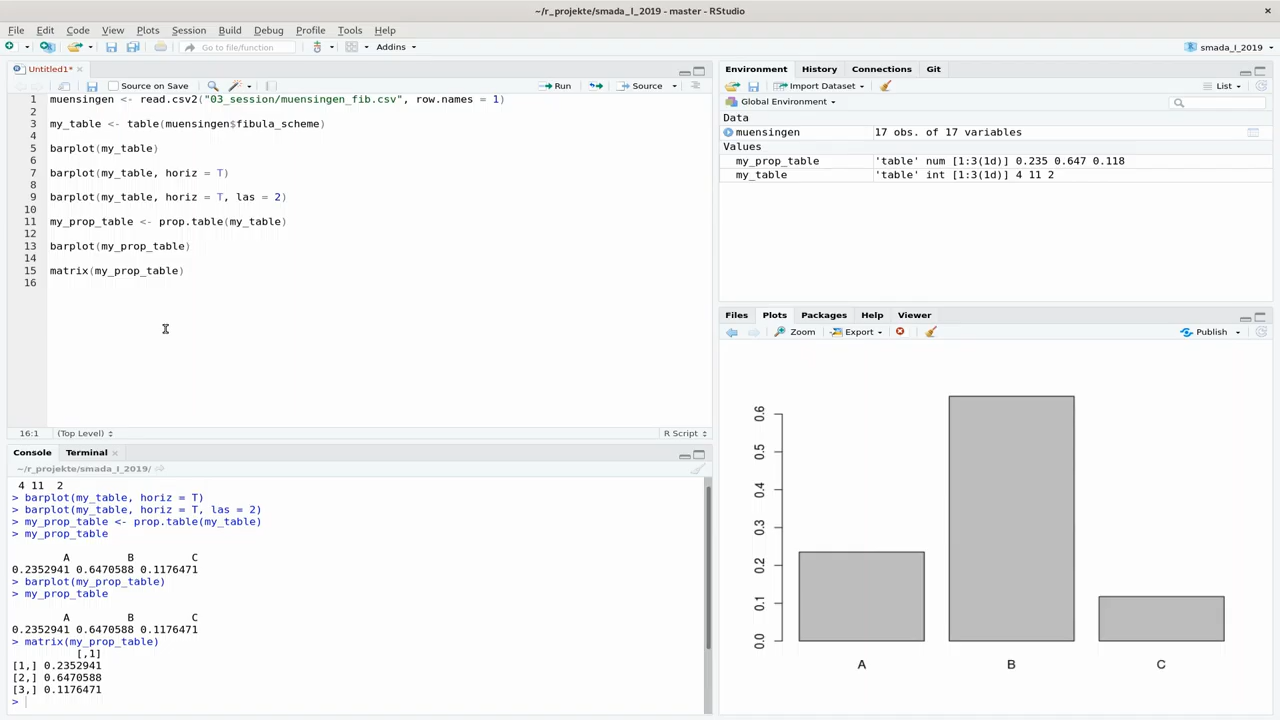 ~/r_projekte/smada_I_2019 - master - RStudio
File Edit Code View Plots Session Build Debug Profile Tools Help
Go to file/function Addins smada_I_2019
Untitled1*
Source on Save Run Source
1 muensingen <- read.csv2("03_session/muensingen_fib.csv", row.names = 1)
2
3 my_table <- table(muensingen$fibula_scheme)
4
5 barplot(my_table)
6
7 barplot(my_table, horiz = T)
8
9 barplot(my_table, horiz = T, las = 2)
10
11 my_prop_table <- prop.table(my_table)
12
13 barplot(my_prop_table)
14
15 matrix(my_prop_table)
16
16:1 (Top Level) R Script
Console Terminal
~/r_projekte/smada_I_2019/
4 11 2
> barplot(my_table, horiz = T)
> barplot(my_table, horiz = T, las = 2)
> my_prop_table <- prop.table(my_table)
> my_prop_table
A B C
0.2352941 0.6470588 0.1176471
> barplot(my_prop_table)
> my_prop_table
A B C
0.2352941 0.6470588 0.1176471
> matrix(my_prop_table)
[,1]
[1,] 0.2352941
[2,] 0.6470588
[3,] 0.1176471
>
Environment History Connections Git
Import Dataset List
Global Environment
Data
muensingen 17 obs. of 17 variables
Values
my_prop_table 'table' num [1:3(1d)] 0.235 0.647 0.118
my_table 'table' int [1:3(1d)] 4 11 2
Files Plots Packages Help Viewer
Zoom Export Publish
0.6
0.5
0.4
0.3
0.2
0.1
0.0
A B C